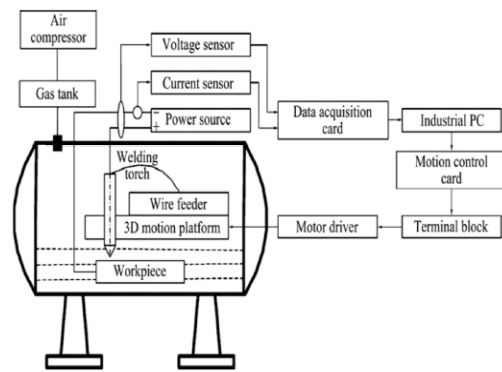 Air
compressor
Gas tank
Voltage sensor
Current sensor
−
+
Power source
Data acquisition
card
Industrial PC
Motion control
card
Terminal block
Motor driver
Welding
torch
Wire feeder
3D motion platform
Workpiece